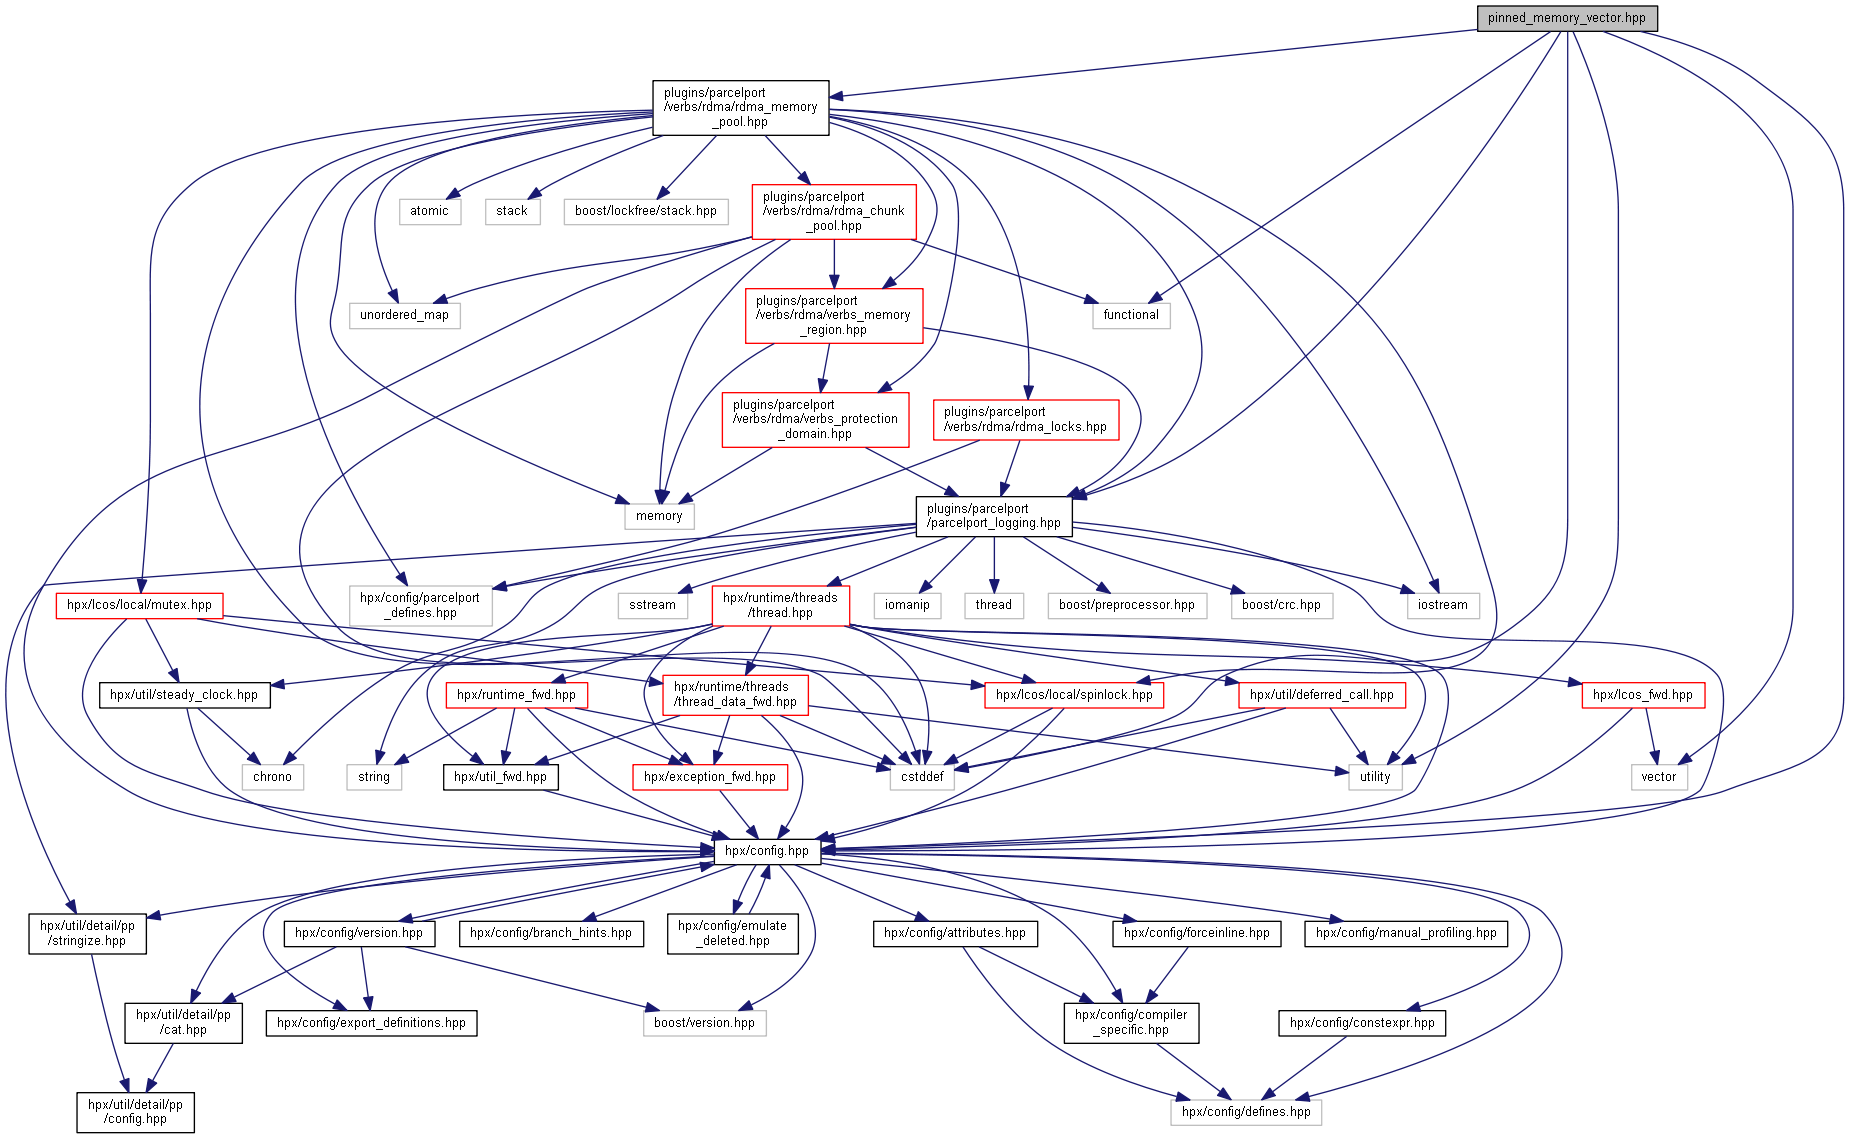 pinned_memory_vector.hpp
plugins/parcelport
/verbs/rdma/rdma_memory
_pool.hpp
atomic
stack
boost/lockfree/stack.hpp
plugins/parcelport
/verbs/rdma/rdma_chunk
_pool.hpp
unordered_map
plugins/parcelport
/verbs/rdma/verbs_memory
_region.hpp
functional
plugins/parcelport
/verbs/rdma/verbs_protection
_domain.hpp
plugins/parcelport
/verbs/rdma/rdma_locks.hpp
memory
plugins/parcelport
/parcelport_logging.hpp
hpx/lcos/local/mutex.hpp
hpx/config/parcelport
_defines.hpp
sstream
hpx/runtime/threads
/thread.hpp
iomanip
thread
boost/preprocessor.hpp
boost/crc.hpp
iostream
hpx/util/steady_clock.hpp
hpx/runtime_fwd.hpp
hpx/runtime/threads
/thread_data_fwd.hpp
hpx/lcos/local/spinlock.hpp
hpx/util/deferred_call.hpp
hpx/lcos_fwd.hpp
chrono
string
hpx/util_fwd.hpp
hpx/exception_fwd.hpp
cstddef
utility
vector
hpx/config.hpp
hpx/util/detail/pp
/stringize.hpp
hpx/config/version.hpp
hpx/config/branch_hints.hpp
hpx/config/emulate
_deleted.hpp
hpx/config/attributes.hpp
hpx/config/forceinline.hpp
hpx/config/manual_profiling.hpp
hpx/util/detail/pp
/cat.hpp
hpx/config/export_definitions.hpp
boost/version.hpp
hpx/config/compiler
_specific.hpp
hpx/config/constexpr.hpp
hpx/util/detail/pp
/config.hpp
hpx/config/defines.hpp